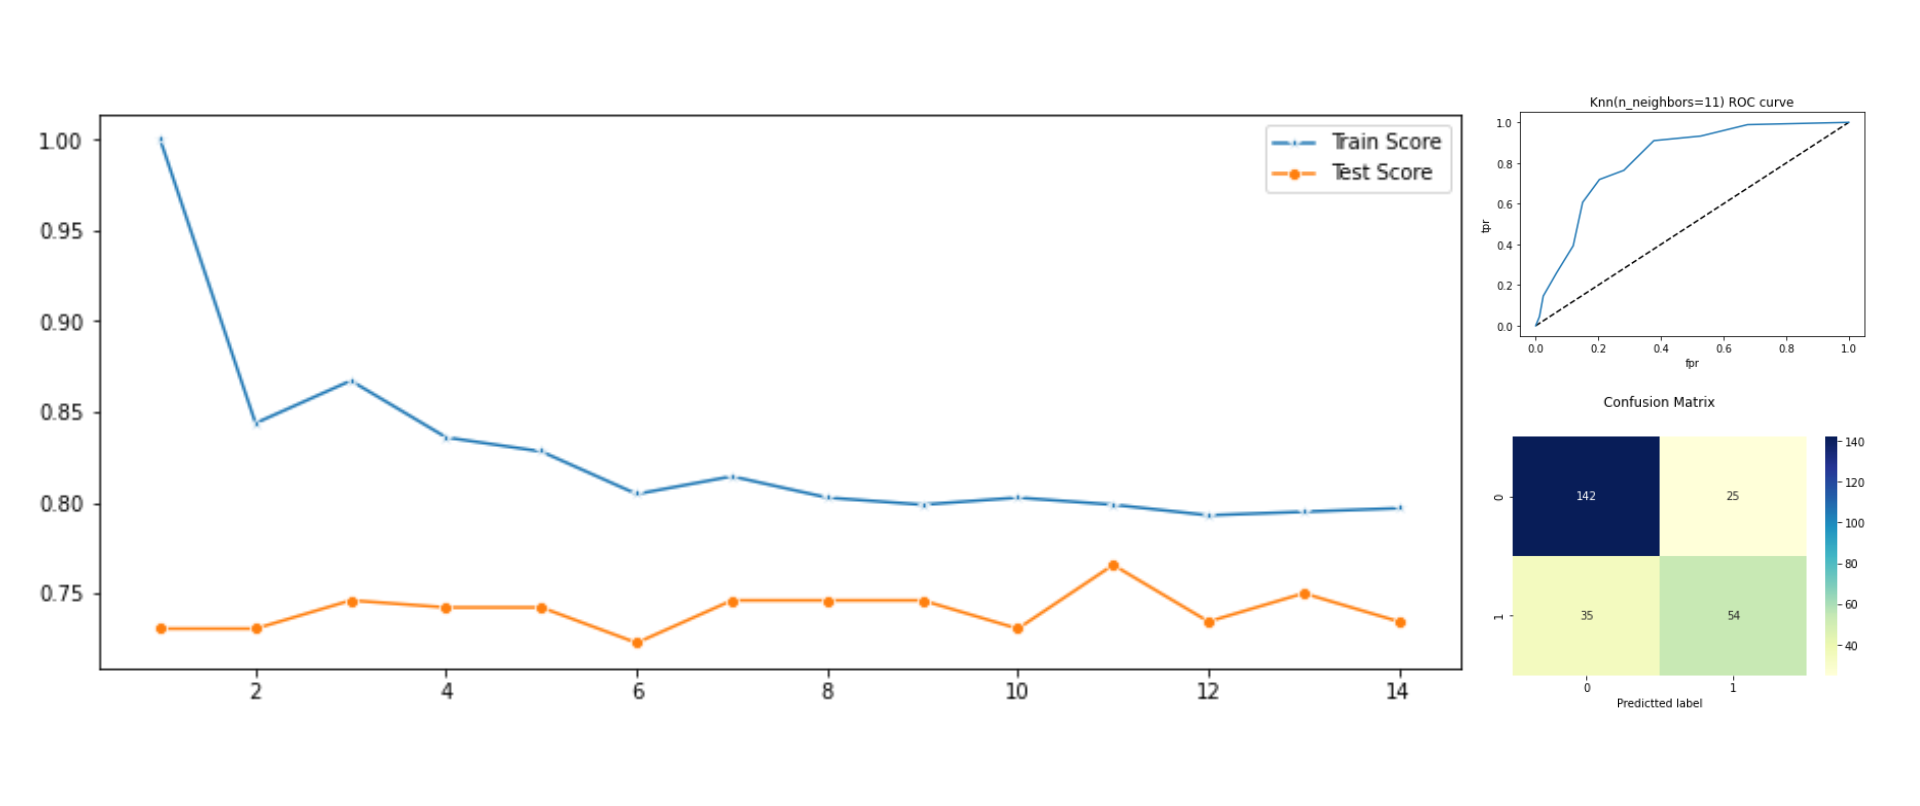 1.00
0.95
0.90
0.85
0.80
0.75
2 4 6 8 10 12 14
Train Score
Test Score
Knn(n_neighbors=11) ROC curve
1.0
0.8
0.6
0.4
0.2
0.0
tpr
0.0 0.2 0.4 0.6 0.8 1.0
fpr
Confusion Matrix
0 142 25
1 35 54
0 1
Predictted label
140
120
100
80
60
40